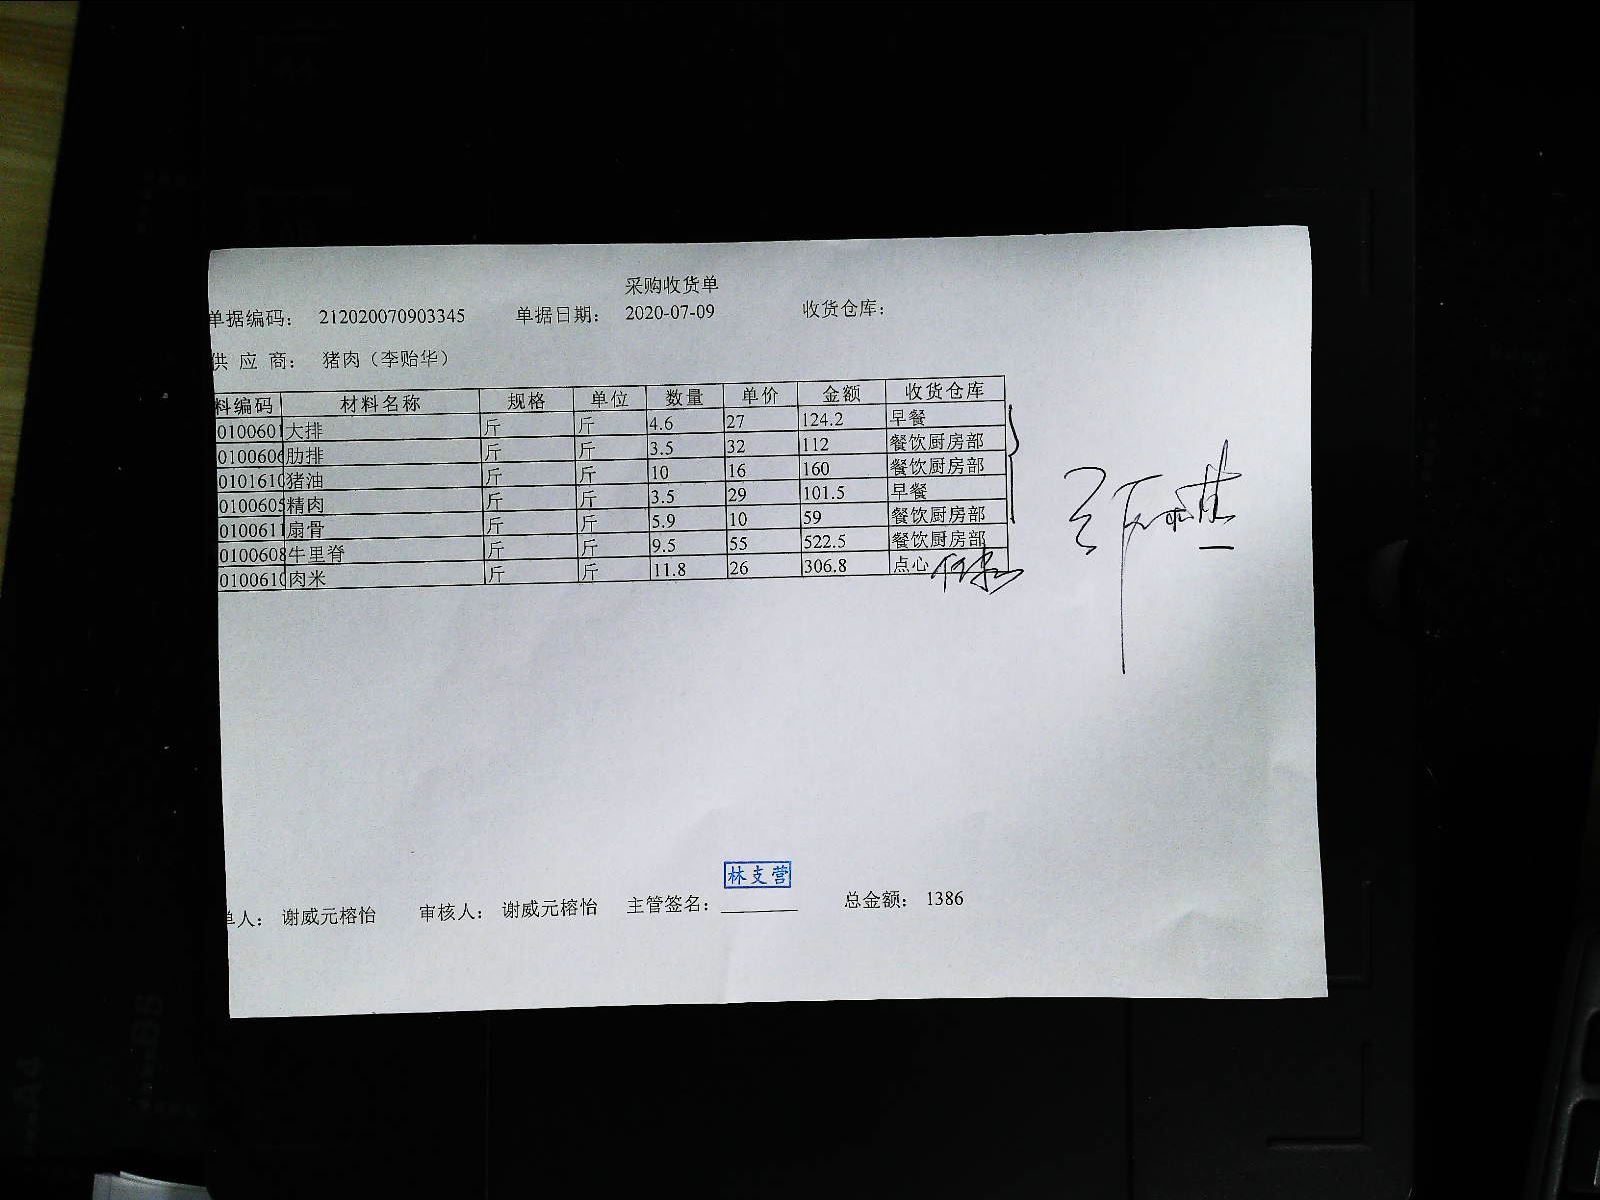 采购收货单
单据编码： 212020070903345 单据日期： 2020-07-09 收货仓库：
供 应 商： 猪肉（李贻华）
料编码 材料名称 规格 单位 数量 单价 金额 收货仓库
0100601 大排 斤 斤 4.6 27 124.2 早餐
0100606 肋排 斤 斤 3.5 32 112 餐饮厨房部
0101610 猪油 斤 斤 10 16 160 餐饮厨房部
0100605 精肉 斤 斤 3.5 29 101.5 早餐
0100611 扇骨 斤 斤 5.9 10 59 餐饮厨房部
0100608 牛里脊 斤 斤 9.5 55 522.5 餐饮厨房部
0100610 肉米 斤 斤 11.8 26 306.8 点心
林支营
单人： 谢威元榕怡 审核人： 谢威元榕怡 主管签名： 总金额： 1386